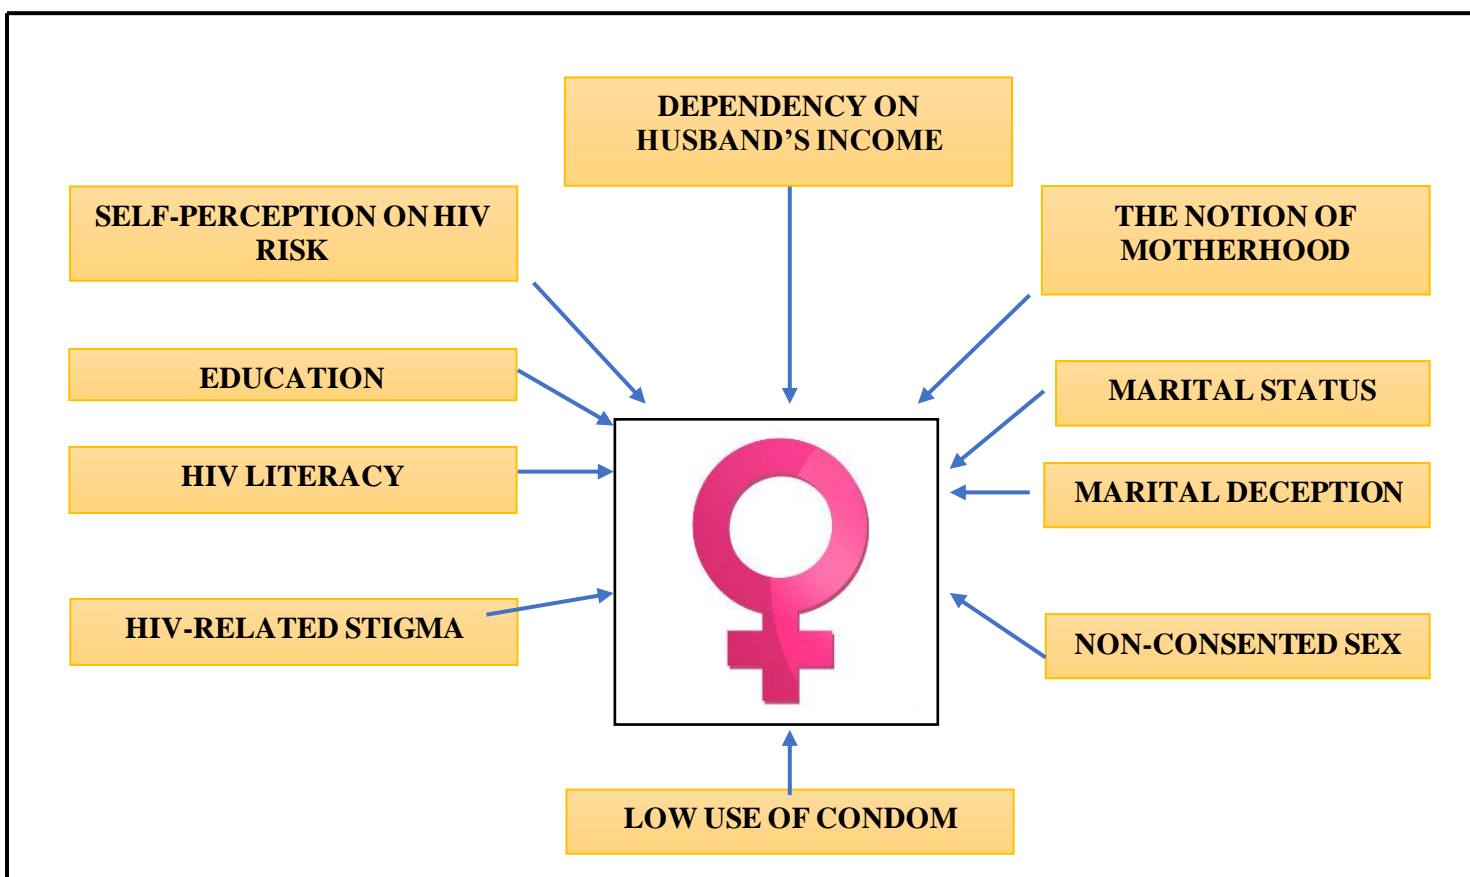 DEPENDENCY ON
HUSBAND’S INCOME
SELF-PERCEPTION ON HIV
RISK
THE NOTION OF
MOTHERHOOD
EDUCATION
MARITAL STATUS
HIV LITERACY
MARITAL DECEPTION
HIV-RELATED STIGMA
NON-CONSENTED SEX
LOW USE OF CONDOM